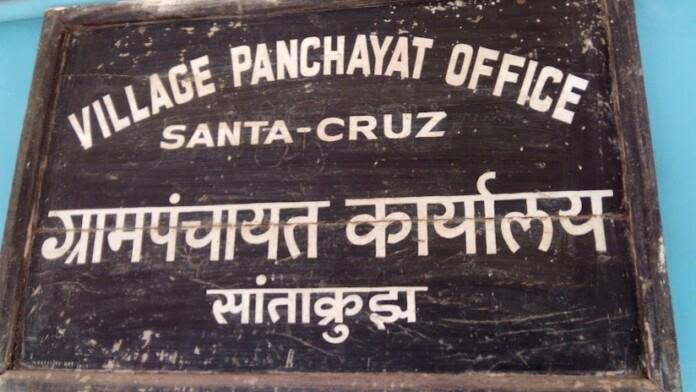 VILLAGE PANCHAYAT OFFICE
SANTA-CRUZ
ग्रामपंचायत कार्यालय
सांताक्रुझ